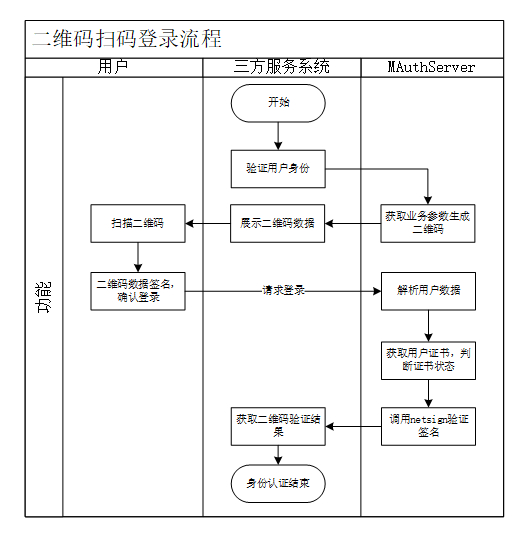 二维码扫码登录流程
用户
三方服务系统
MAuthServer
功能
开始
验证用户身份
获取业务参数生成
二维码
展示二维码数据
扫描二维码
二维码数据签名，
确认登录
请求登录
解析用户数据
获取用户证书，判
断证书状态
调用netsign验证
签名
获取二维码验证结
果
身份认证结束